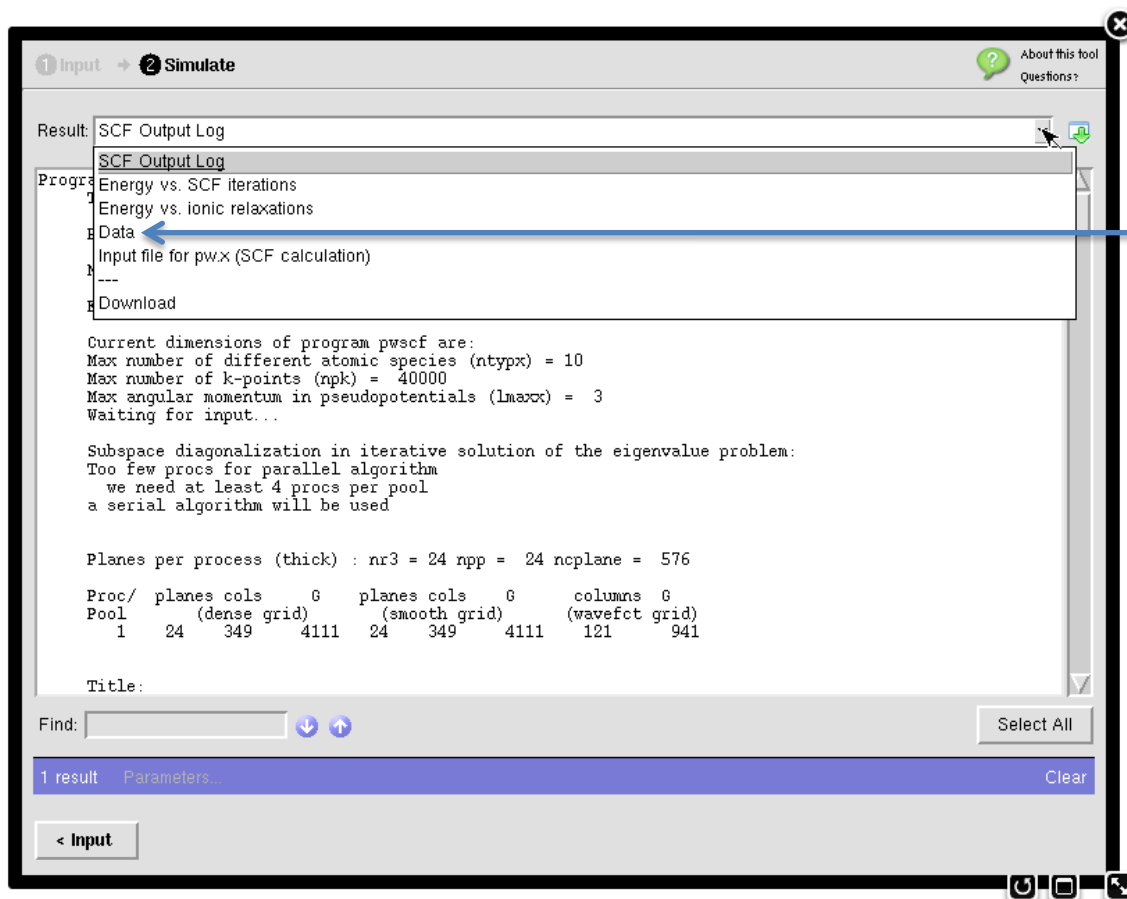 1 Input → 2 Simulate
About this tool
Questions?
Result: SCF Output Log
SCF Output Log
Energy vs. SCF iterations
Energy vs. ionic relaxations
Data
Input file for pw.x (SCF calculation)
---
Download
Current dimensions of program pwscf are:
Max number of different atomic species (ntypx) = 10
Max number of k-points (npk) =  40000
Max angular momentum in pseudopotentials (lmaxx) =  3
Waiting for input...
Subspace diagonalization in iterative solution of the eigenvalue problem:
Too few procs for parallel algorithm
we need at least 4 procs per pool
a serial algorithm will be used
Planes per process (thick) : nr3 = 24 npp =  24 ncplane =  576
Proc/  planes cols    G    planes cols    G      columns  G
Pool      (dense grid)       (smooth grid)      (wavefct grid)
1    24    349    4111   24    349    4111    121    941
Title:
Find:
Select All
1 result Parameters...
Clear
< Input